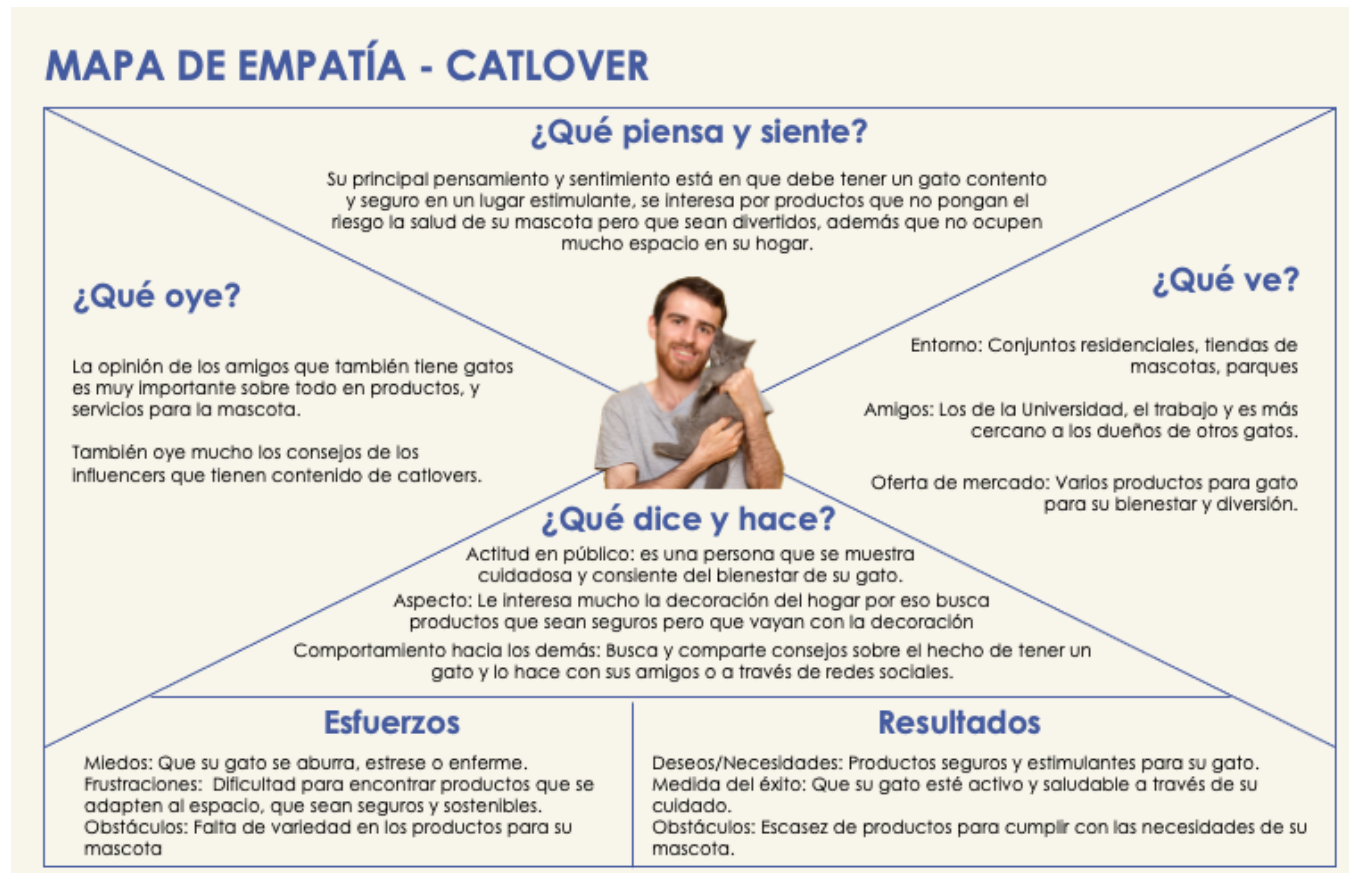 MAPA DE EMPATÍA - CATLOVER
¿Qué piensa y siente?
Su principal pensamiento y sentimiento está en que debe tener un gato contento
y seguro en un lugar estimulante, se interesa por productos que no pongan el
riesgo la salud de su mascota pero que sean divertidos, además que no ocupen
mucho espacio en su hogar.
¿Qué oye?
La opinión de los amigos que también tiene gatos
es muy importante sobre todo en productos, y
servicios para la mascota.
También oye mucho los consejos de los
influencers que tienen contenido de catlovers.
¿Qué ve?
Entorno: Conjuntos residenciales, tiendas de
mascotas, parques
Amigos: Los de la Universidad, el trabajo y es más
cercano a los dueños de otros gatos.
Oferta de mercado: Varios productos para gato
para su bienestar y diversión.
¿Qué dice y hace?
Actitud en público: es una persona que se muestra
cuidadosa y consiente del bienestar de su gato.
Aspecto: Le interesa mucho la decoración del hogar por eso busca
productos que sean seguros pero que vayan con la decoración
Comportamiento hacia los demás: Busca y comparte consejos sobre el hecho de tener un
gato y lo hace con sus amigos o a través de redes sociales.
Esfuerzos
Miedos: Que su gato se aburra, estrese o enferme.
Frustraciones: Dificultad para encontrar productos que se
adapten al espacio, que sean seguros y sostenibles.
Obstáculos: Falta de variedad en los productos para su
mascota
Resultados
Deseos/Necesidades: Productos seguros y estimulantes para su gato.
Medida del éxito: Que su gato esté activo y saludable a través de su
cuidado.
Obstáculos: Escasez de productos para cumplir con las necesidades de su
mascota.